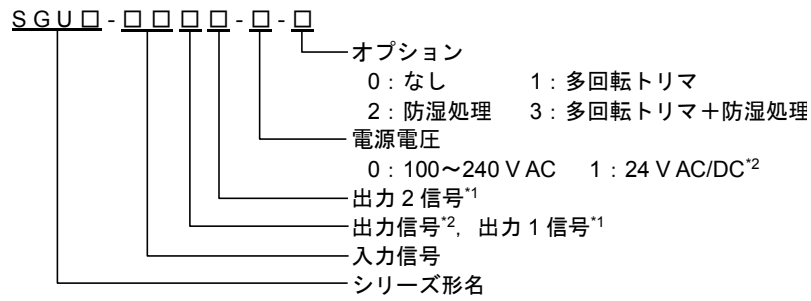 SGU□-□□□□-□-□
オプション
0：なし　1：多回転トリマ
2：防湿処理　3：多回転トリマ＋防湿処理
電源電圧
0：100～240 V AC　1：24 V AC/DC*2
出力 2 信号*1
出力信号*2，出力 1 信号*1
入力信号
シリーズ形名